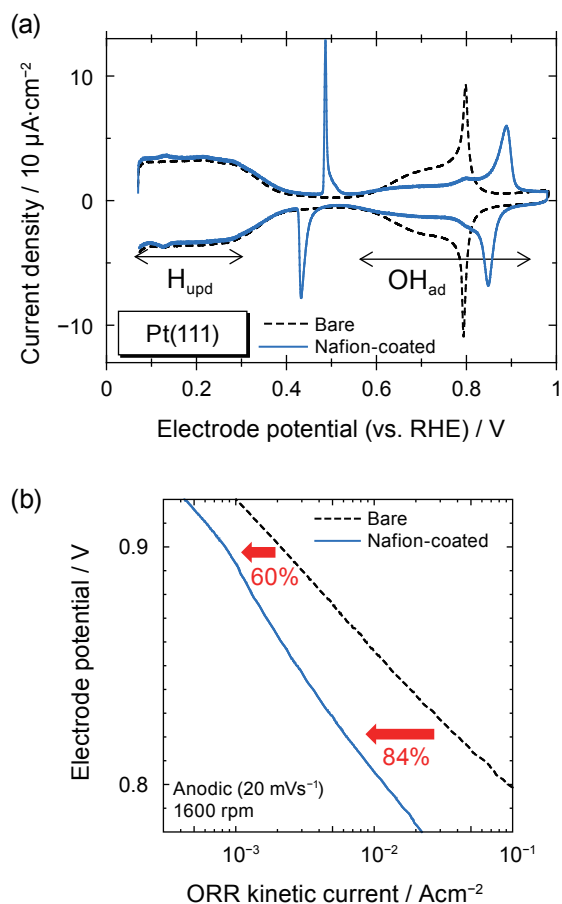 (a)
10
0
−10
Current density / 10 μA·cm⁻²
H_upd
OH_ad
Pt(111)
Bare
Nafion-coated
0
0.2
0.4
0.6
0.8
1
Electrode potential (vs. RHE) / V
(b)
Bare
Nafion-coated
0.9
60%
Electrode potential / V
84%
0.8
Anodic (20 mVs⁻¹)
1600 rpm
10⁻³
10⁻²
10⁻¹
ORR kinetic current / Acm⁻²